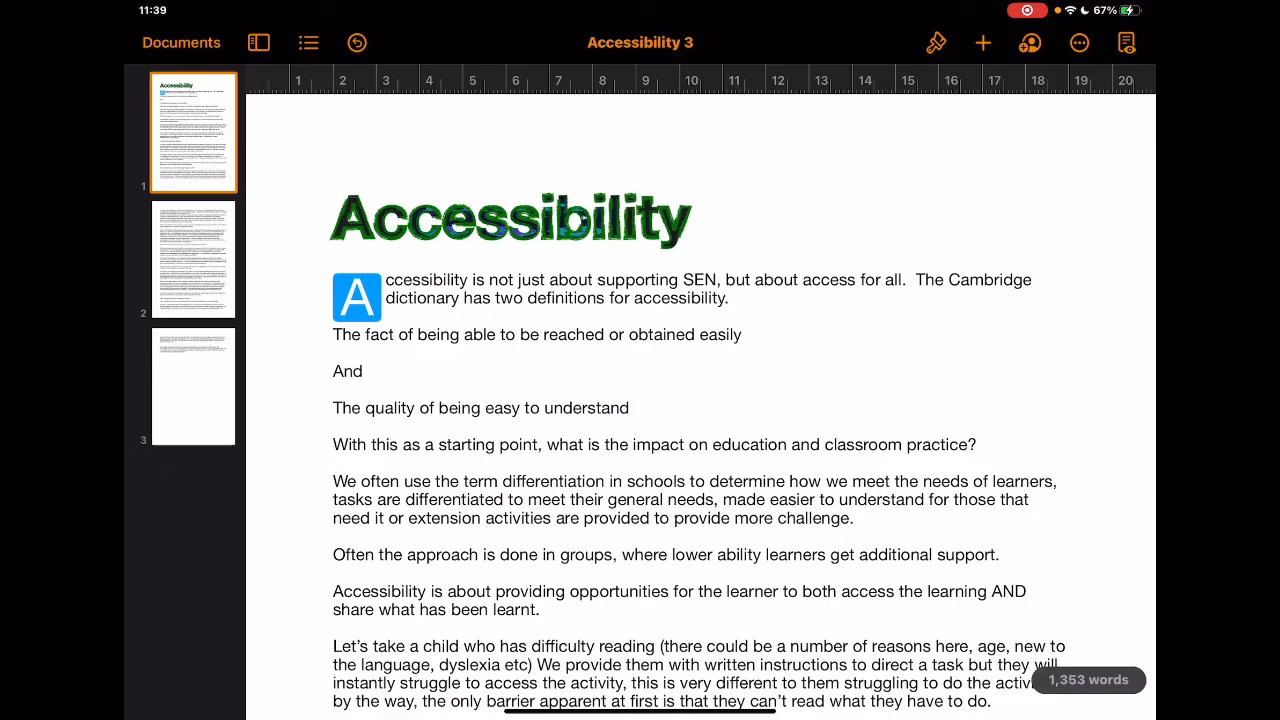 11:39
67%
Documents
Accessibility 3
1 2 3 4 5 6 7 8 9 10 11 12 13 14 15 16 17 18 19 20
1
2
3
Accessibility
Accessibility is not just about supporting SEN, but about access for all. The Cambridge
dictionary has two definitions for accessibility.
The fact of being able to be reached or obtained easily
And
The quality of being easy to understand
With this as a starting point, what is the impact on education and classroom practice?
We often use the term differentiation in schools to determine how we meet the needs of learners,
tasks are differentiated to meet their general needs, made easier to understand for those that
need it or extension activities are provided to provide more challenge.
Often the approach is done in groups, where lower ability learners get additional support.
Accessibility is about providing opportunities for the learner to both access the learning AND
share what has been learnt.
Let’s take a child who has difficulty reading (there could be a number of reasons here, age, new to
the language, dyslexia etc) We provide them with written instructions to direct a task but they will
instantly struggle to access the activity, this is very different to them struggling to do the activ
by the way, the only barrier apparent at first is that they can’t read what they have to do.
1,353 words